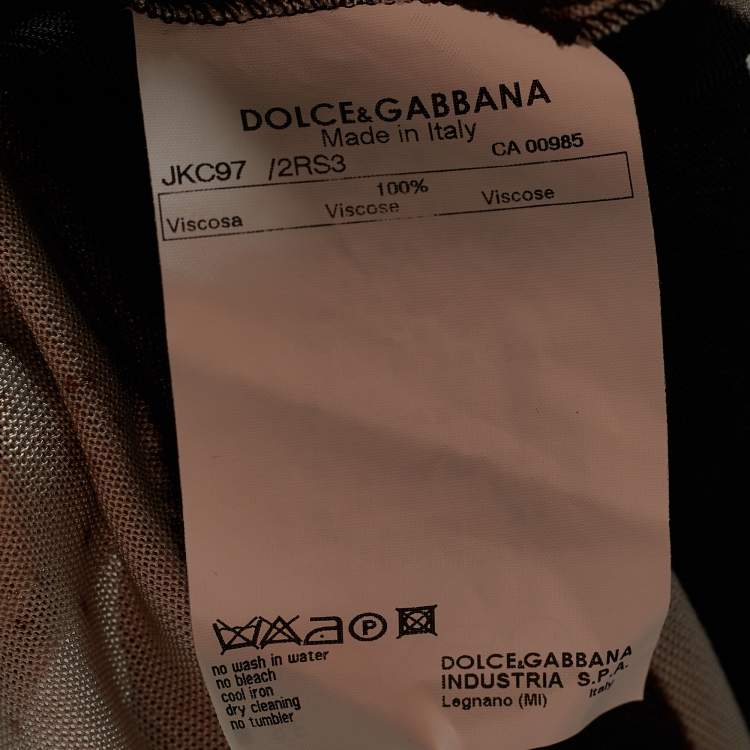 DOLCE&GABBANA
Made in Italy
JKC97 /2RS3 CA 00985
100%
Viscosa Viscose Viscose
P
no wash in water
no bleach
cool iron
dry cleaning
no tumbler
DOLCE&GABBANA
INDUSTRIA S.P.A.
Legnano (MI) Italy